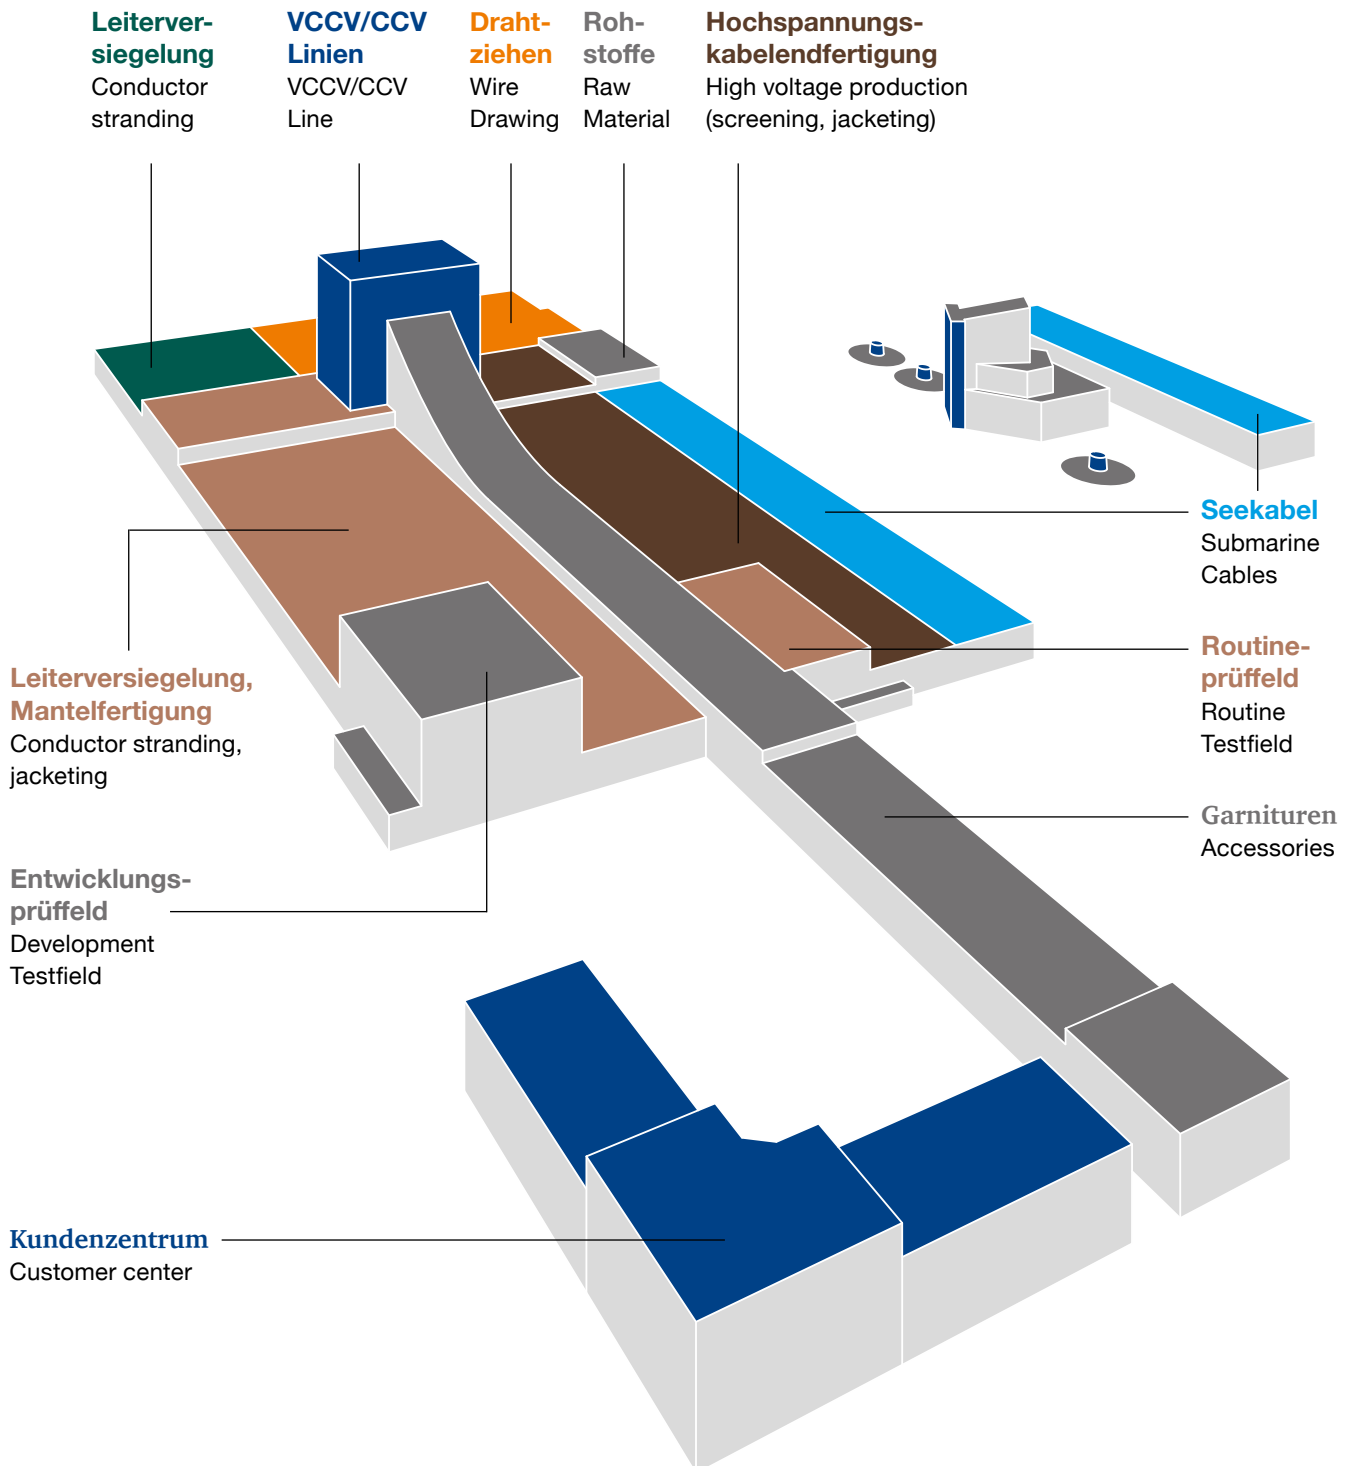 Leiterver-
siegelung
Conductor
stranding
VCCV/CCV
Linien
VCCV/CCV
Line
Draht-
ziehen
Wire
Drawing
Roh-
stoffe
Raw
Material
Hochspannungs-
kabelendfertigung
High voltage production
(screening, jacketing)
Seekabel
Submarine
Cables
Routine-
prüffeld
Routine
Testfield
Garnituren
Accessories
Leiterversiegelung,
Mantelfertigung
Conductor stranding,
jacketing
Entwicklungs-
prüffeld
Development
Testfield
Kundenzentrum
Customer center